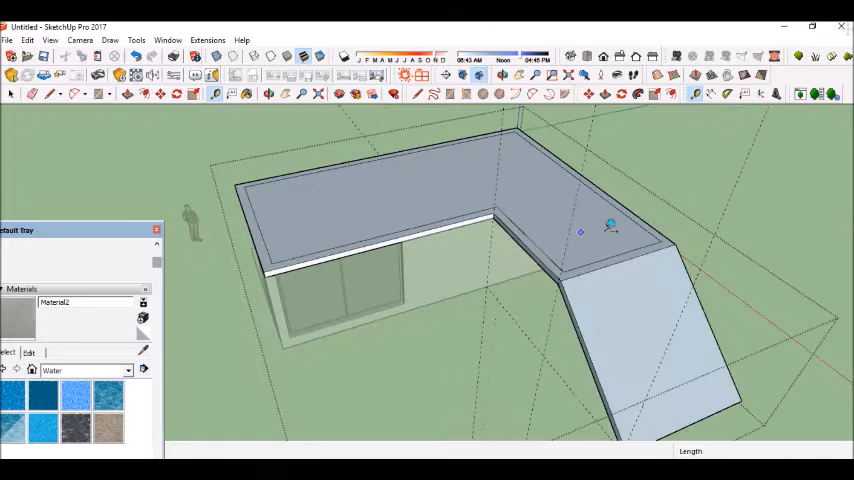 Untitled - SketchUp Pro 2017
File Edit View Camera Draw Tools Window Extensions Help
J F M A M J J A S O N D 06:43 AM Noon 04:45 PM
Default Tray
Materials
Material2
Select Edit
Water
Length